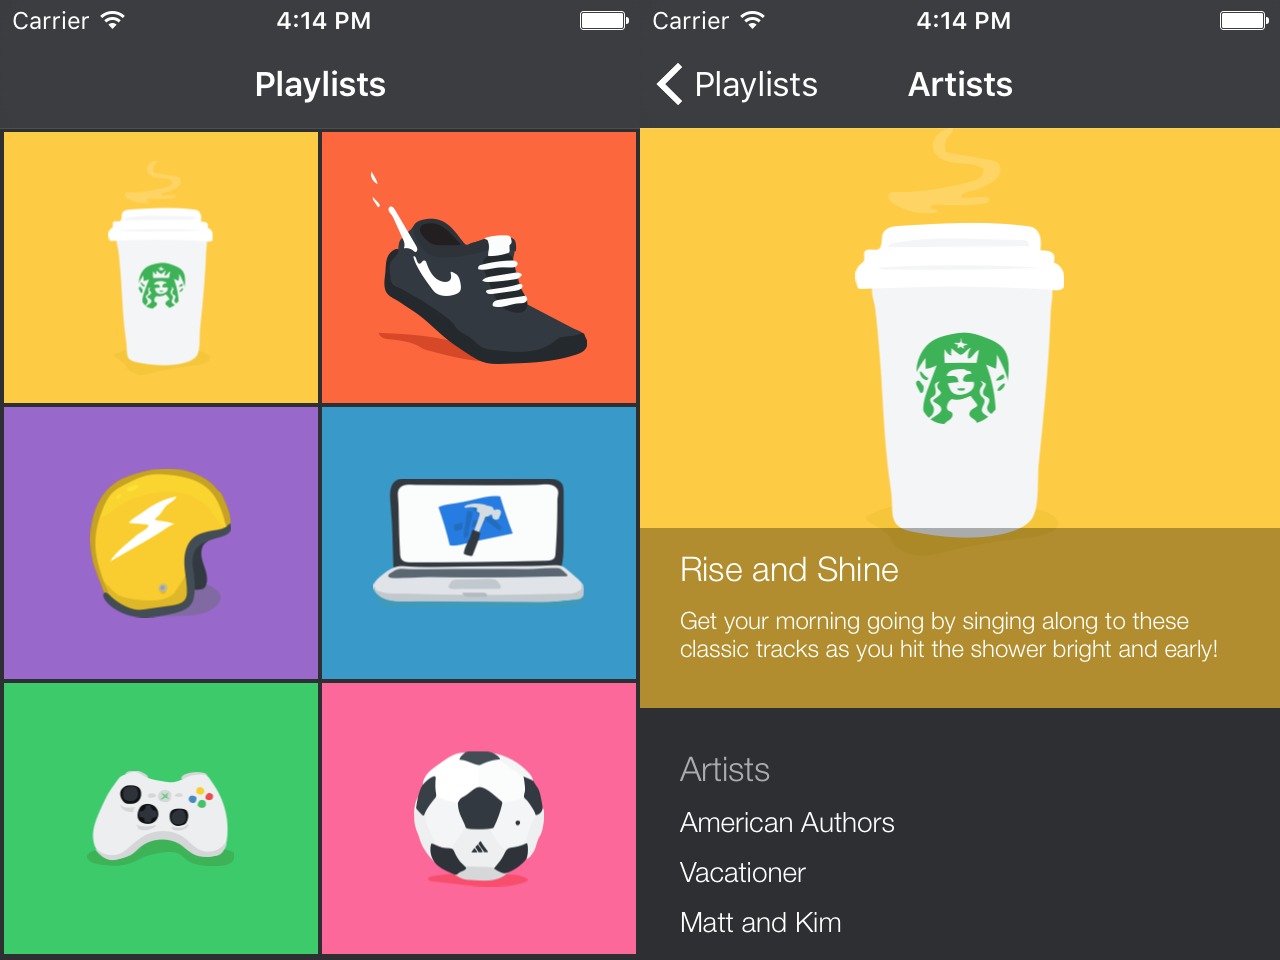 Carrier 4:14 PM
Playlists
Carrier 4:14 PM
Playlists Artists
Rise and Shine
Get your morning going by singing along to these
classic tracks as you hit the shower bright and early!
Artists
American Authors
Vacationer
Matt and Kim